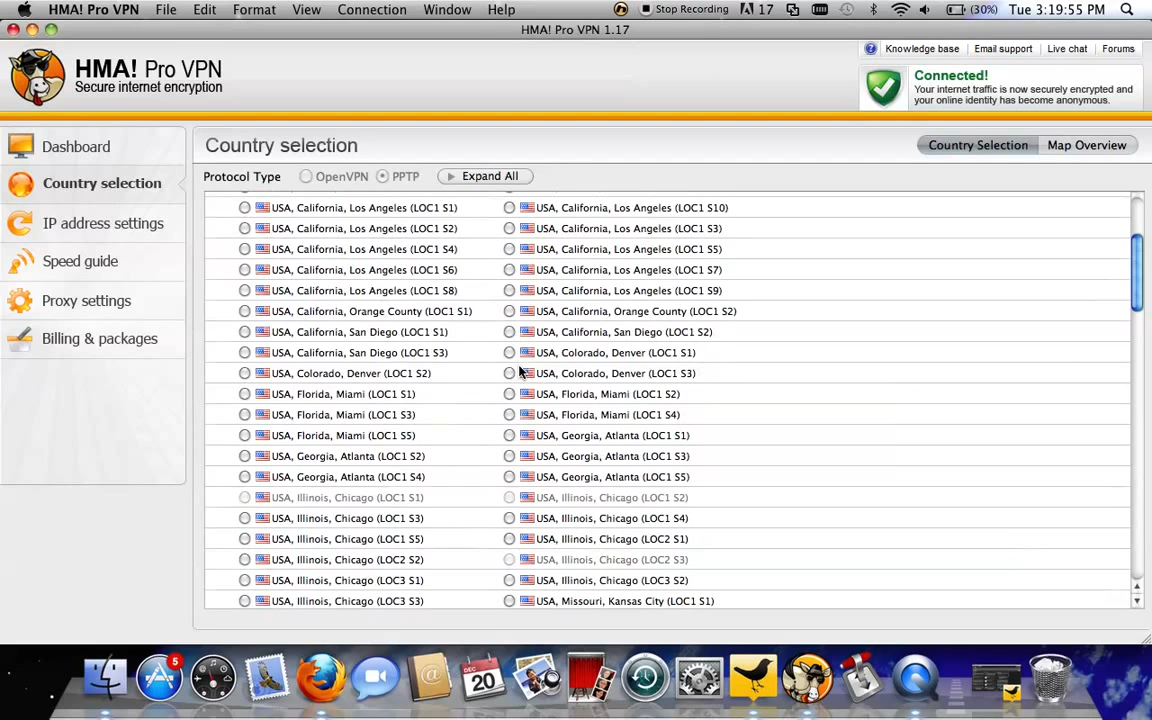 HMA! Pro VPN File Edit Format View Connection Window Help Stop Recording 17 (30%) Tue 3:19:55 PM
HMA! Pro VPN 1.17
HMA! Pro VPN
Secure internet encryption
Knowledge base Email support Live chat Forums
Connected!
Your internet traffic is now securely encrypted and
your online identity has become anonymous.
Dashboard
Country selection
IP address settings
Speed guide
Proxy settings
Billing & packages
Country selection
Country Selection Map Overview
Protocol Type OpenVPN PPTP Expand All
USA, California, Los Angeles (LOC1 S1) USA, California, Los Angeles (LOC1 S10)
USA, California, Los Angeles (LOC1 S2) USA, California, Los Angeles (LOC1 S3)
USA, California, Los Angeles (LOC1 S4) USA, California, Los Angeles (LOC1 S5)
USA, California, Los Angeles (LOC1 S6) USA, California, Los Angeles (LOC1 S7)
USA, California, Los Angeles (LOC1 S8) USA, California, Los Angeles (LOC1 S9)
USA, California, Orange County (LOC1 S1) USA, California, Orange County (LOC1 S2)
USA, California, San Diego (LOC1 S1) USA, California, San Diego (LOC1 S2)
USA, California, San Diego (LOC1 S3) USA, Colorado, Denver (LOC1 S1)
USA, Colorado, Denver (LOC1 S2) USA, Colorado, Denver (LOC1 S3)
USA, Florida, Miami (LOC1 S1) USA, Florida, Miami (LOC1 S2)
USA, Florida, Miami (LOC1 S3) USA, Florida, Miami (LOC1 S4)
USA, Florida, Miami (LOC1 S5) USA, Georgia, Atlanta (LOC1 S1)
USA, Georgia, Atlanta (LOC1 S2) USA, Georgia, Atlanta (LOC1 S3)
USA, Georgia, Atlanta (LOC1 S4) USA, Georgia, Atlanta (LOC1 S5)
USA, Illinois, Chicago (LOC1 S1) USA, Illinois, Chicago (LOC1 S2)
USA, Illinois, Chicago (LOC1 S3) USA, Illinois, Chicago (LOC1 S4)
USA, Illinois, Chicago (LOC1 S5) USA, Illinois, Chicago (LOC2 S1)
USA, Illinois, Chicago (LOC2 S2) USA, Illinois, Chicago (LOC2 S3)
USA, Illinois, Chicago (LOC3 S1) USA, Illinois, Chicago (LOC3 S2)
USA, Illinois, Chicago (LOC3 S3) USA, Missouri, Kansas City (LOC1 S1)
5
DEC
20